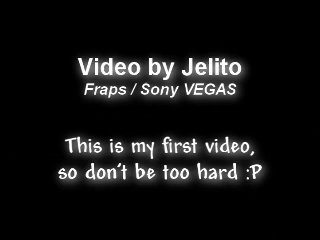 Video by Jelito
Fraps / Sony VEGAS
This is my first video,
so don't be too hard :P